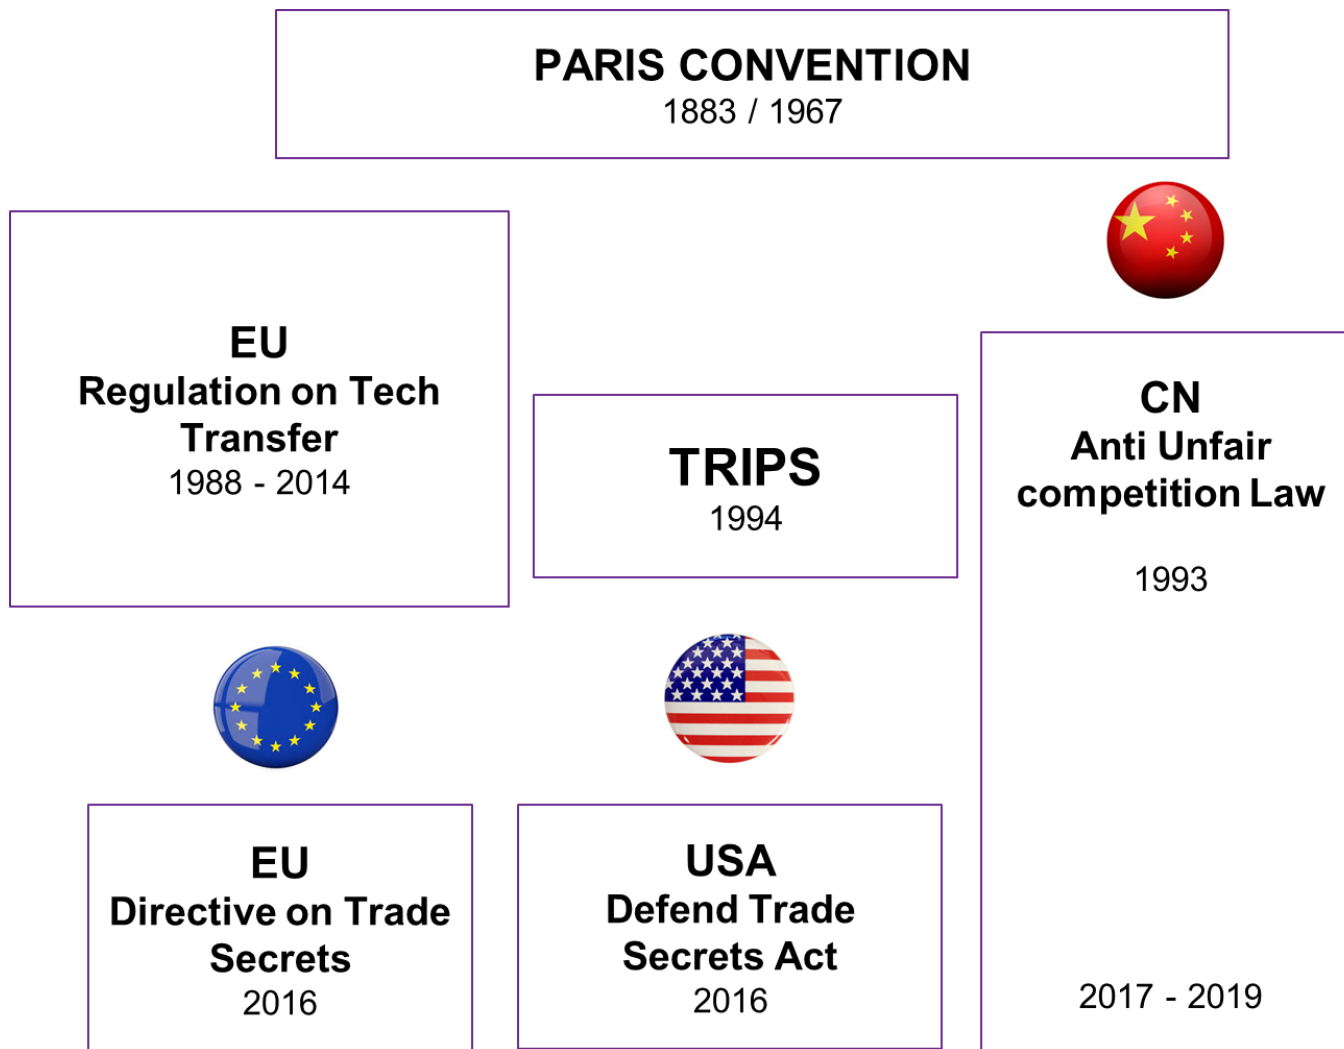 PARIS CONVENTION
1883 / 1967
EU
Regulation on Tech
Transfer
1988 - 2014
TRIPS
1994
CN
Anti Unfair
competition Law
1993
2017 - 2019
EU
Directive on Trade
Secrets
2016
USA
Defend Trade
Secrets Act
2016